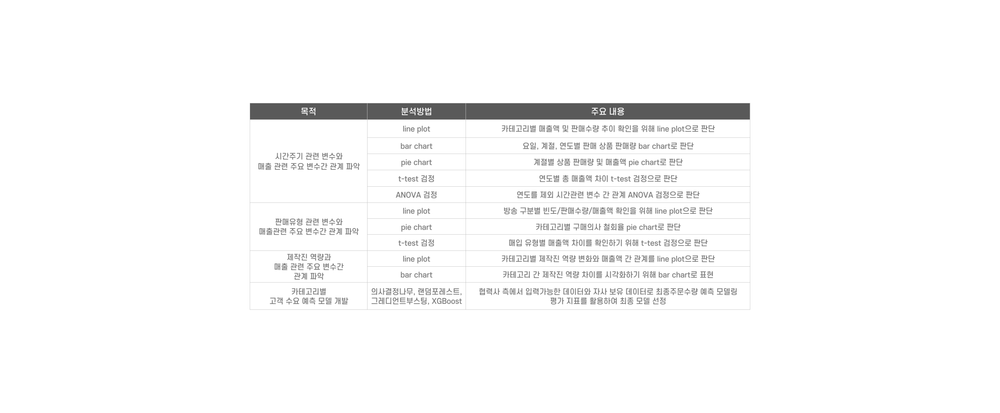 목적 분석방법 주요 내용
시간주기 관련 변수와
매출 관련 주요 변수간 관계 파악
line plot 카테고리별 매출액 및 판매수량 추이 확인을 위해 line plot으로 판단
bar chart 요일, 계절, 연도별 판매 상품 판매량 bar chart로 판단
pie chart 계절별 상품 판매량 및 매출액 pie chart로 판단
t-test 검정 연도별 총 매출액 차이 t-test 검정으로 판단
ANOVA 검정 연도를 제외 시간관련 변수 간 관계 ANOVA 검정으로 판단
판매유형 관련 변수와
매출관련 주요 변수간 관계 파악
line plot 방송 구분별 빈도/판매수량/매출액 확인을 위해 line plot으로 판단
pie chart 카테고리별 구매의사 철회율 pie chart로 판단
t-test 검정 매입 유형별 매출액 차이를 확인하기 위해 t-test 검정으로 판단
제작진 역량과
매출 관련 주요 변수간
관계 파악
line plot 카테고리별 제작진 역량 변화와 매출액 간 관계를 line plot으로 판단
bar chart 카테고리 간 제작진 역량 차이를 시각화하기 위해 bar chart로 표현
카테고리별
고객 수요 예측 모델 개발
의사결정나무, 랜덤포레스트,
그레디언트부스팅, XGBoost
협력사 측에서 입력가능한 데이터와 자사 보유 데이터로 최종주문수량 예측 모델링
평가 지표를 활용하여 최종 모델 선정